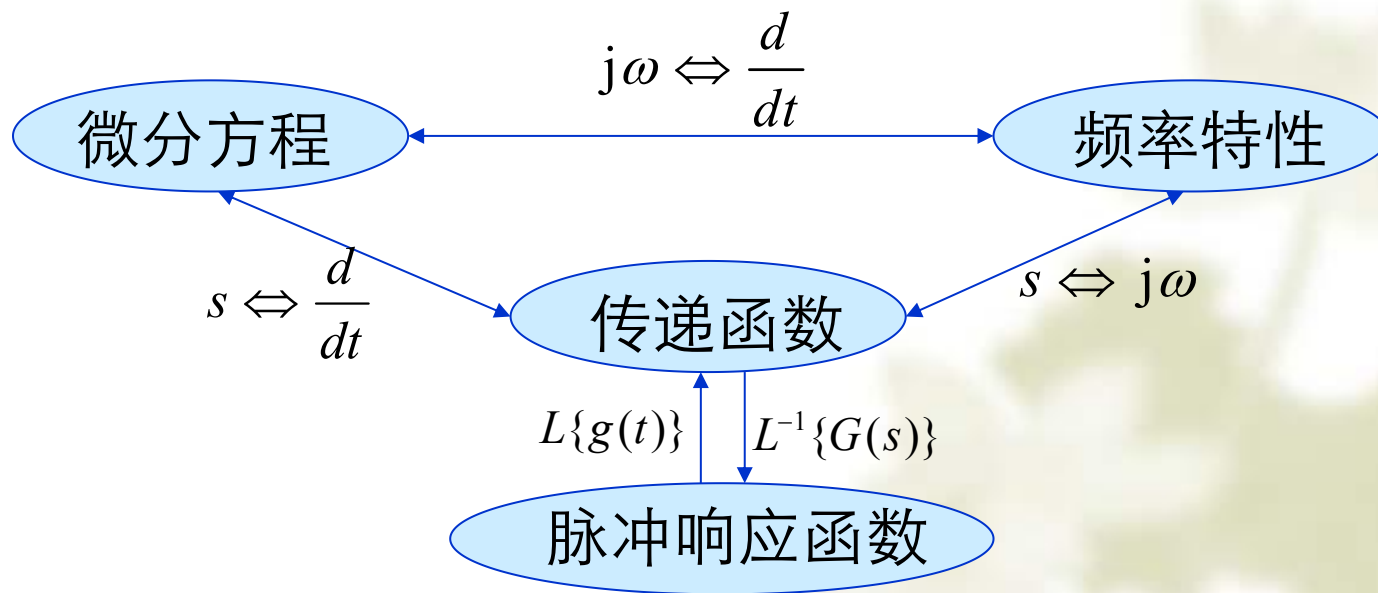 jω ⇔ d/dt
微分方程
频率特性
s ⇔ d/dt
传递函数
s ⇔ jω
L{g(t)}
L⁻¹{G(s)}
脉冲响应函数